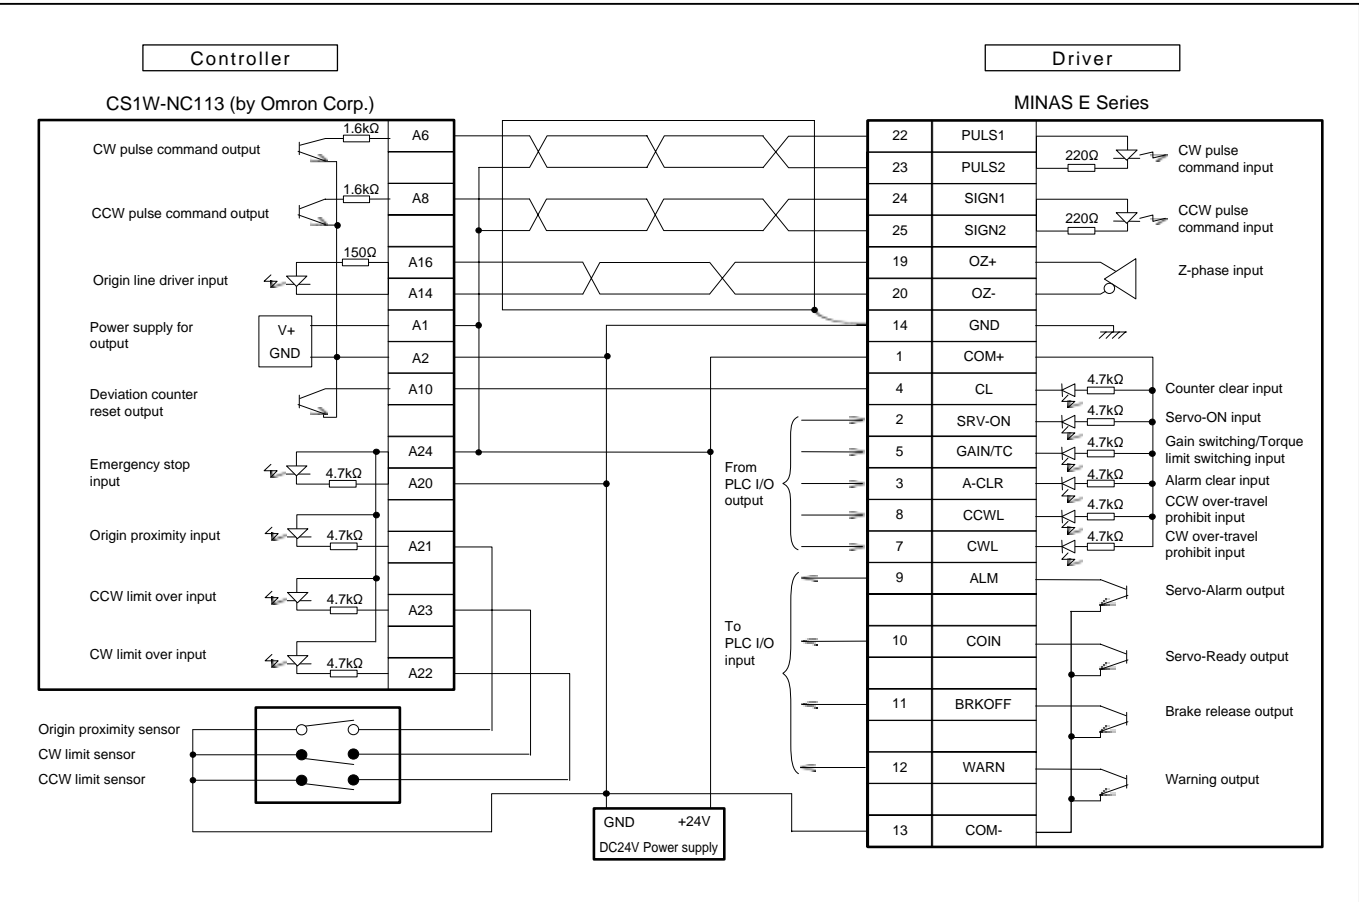 Controller
Driver
CS1W-NC113 (by Omron Corp.)
MINAS E Series
CW pulse command output
1.6kΩ
A6
CCW pulse command output
1.6kΩ
A8
Origin line driver input
150Ω
A16
A14
Power supply for
output
V+
GND
A1
A2
Deviation counter
reset output
A10
Emergency stop
input
4.7kΩ
A24
A20
Origin proximity input
4.7kΩ
A21
CCW limit over input
4.7kΩ
A23
CW limit over input
4.7kΩ
A22
Origin proximity sensor
CW limit sensor
CCW limit sensor
GND +24V
DC24V Power supply
From
PLC I/O
output
To
PLC I/O
input
22 PULS1
23 PULS2
220Ω
CW pulse
command input
24 SIGN1
25 SIGN2
220Ω
CCW pulse
command input
19 OZ+
20 OZ-
Z-phase input
14 GND
1 COM+
4 CL
4.7kΩ
Counter clear input
2 SRV-ON
4.7kΩ
Servo-ON input
5 GAIN/TC
4.7kΩ
Gain switching/Torque
limit switching input
3 A-CLR
4.7kΩ
Alarm clear input
8 CCWL
4.7kΩ
CCW over-travel
prohibit input
7 CWL
4.7kΩ
CW over-travel
prohibit input
9 ALM
Servo-Alarm output
10 COIN
Servo-Ready output
11 BRKOFF
Brake release output
12 WARN
Warning output
13 COM-